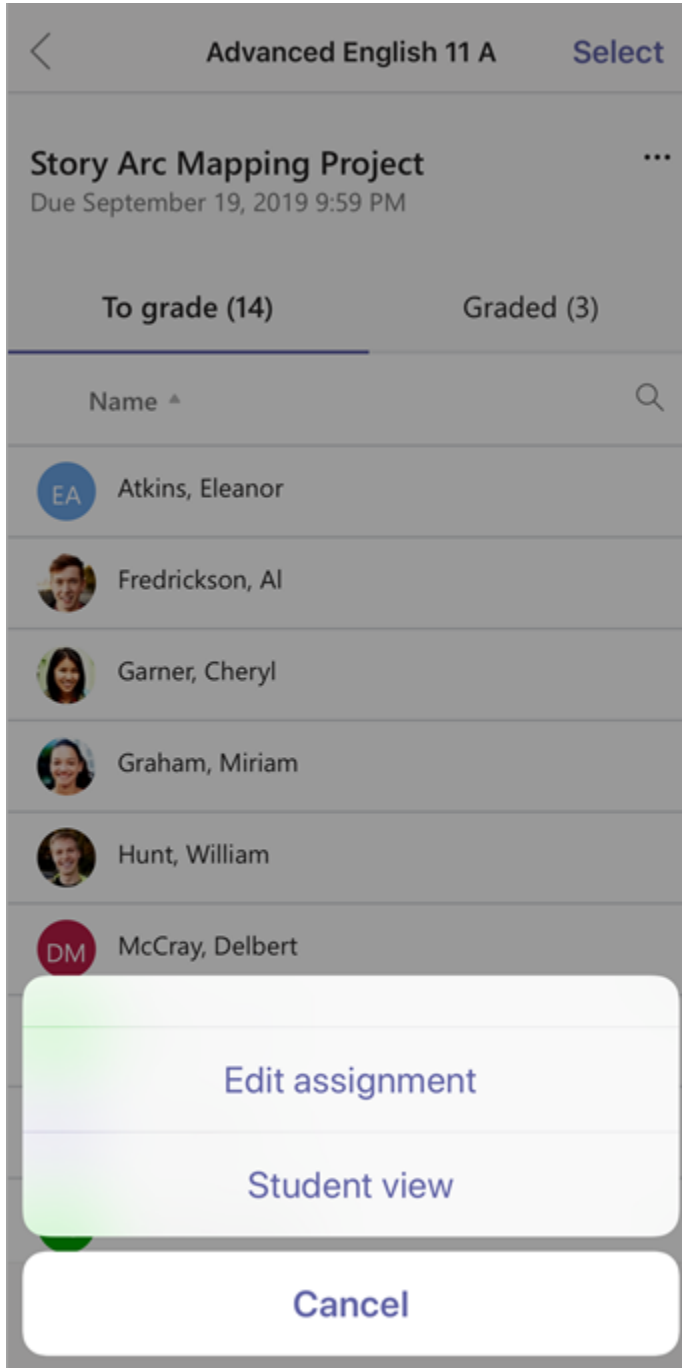 Advanced English 11 A Select
Story Arc Mapping Project
Due September 19, 2019 9:59 PM
To grade (14) Graded (3)
Name
EA Atkins, Eleanor
Fredrickson, Al
Garner, Cheryl
Graham, Miriam
Hunt, William
DM McCray, Delbert
Edit assignment
Student view
Cancel